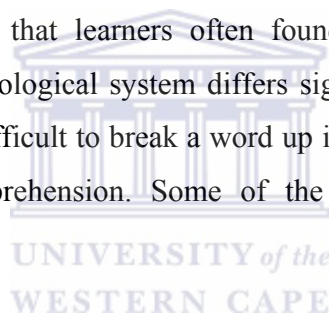 that learners often found
ological system differs sig
fficult to break a word up i
prehension. Some of the
UNIVERSITY of the
WESTERN CAPE